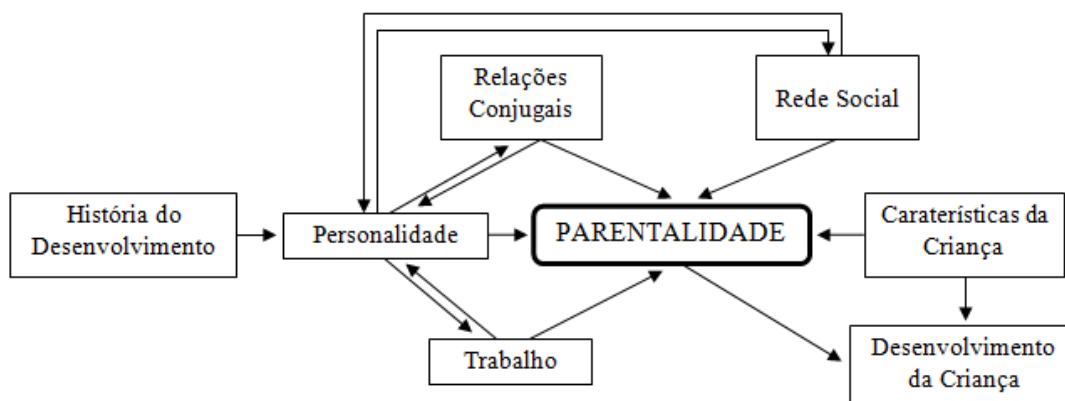 Relações
Conjugais
Rede Social
História do
Desenvolvimento
Personalidade
PARENTALIDADE
Caraterísticas da
Criança
Trabalho
Desenvolvimento
da Criança